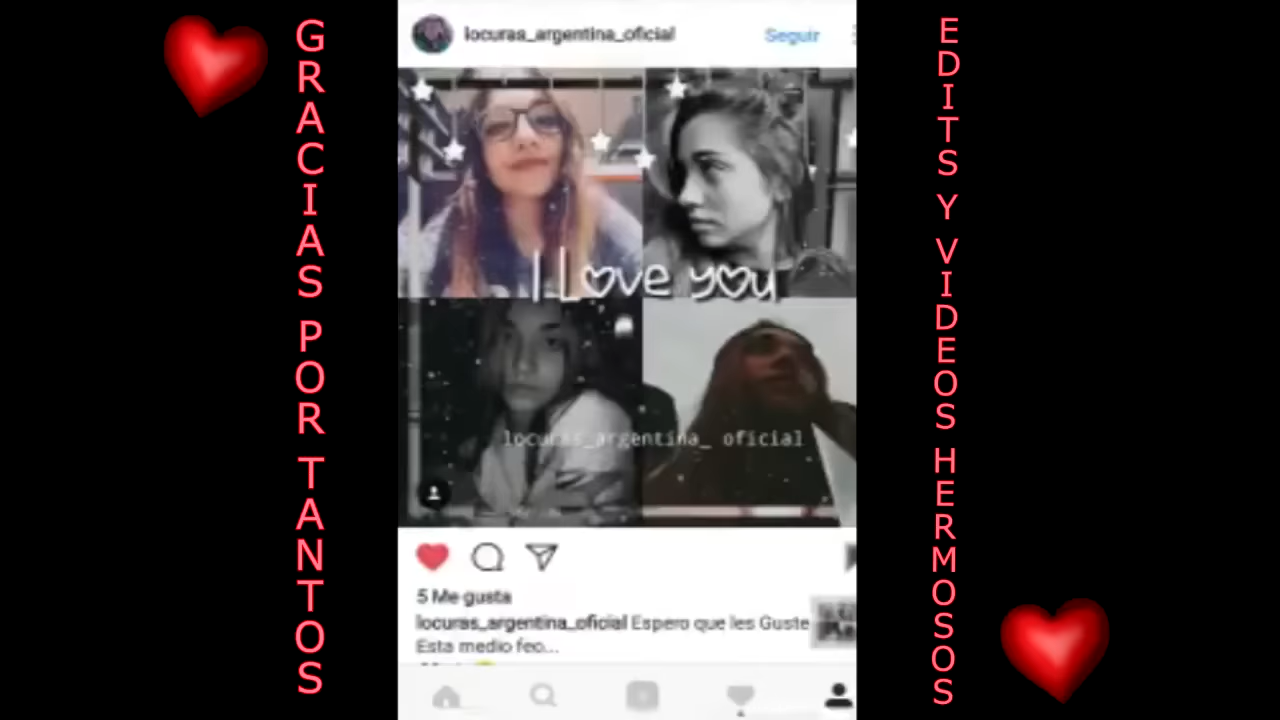 GRACIAS POR TANTOS
locuras_argentina_oficial
Seguir
I Love you
locuras_argentina_ oficial
5 Me gusta
locuras_argentina_oficial Espero que les Guste
Esta medio feo...
EDITS Y VIDEOS HERMOSOS